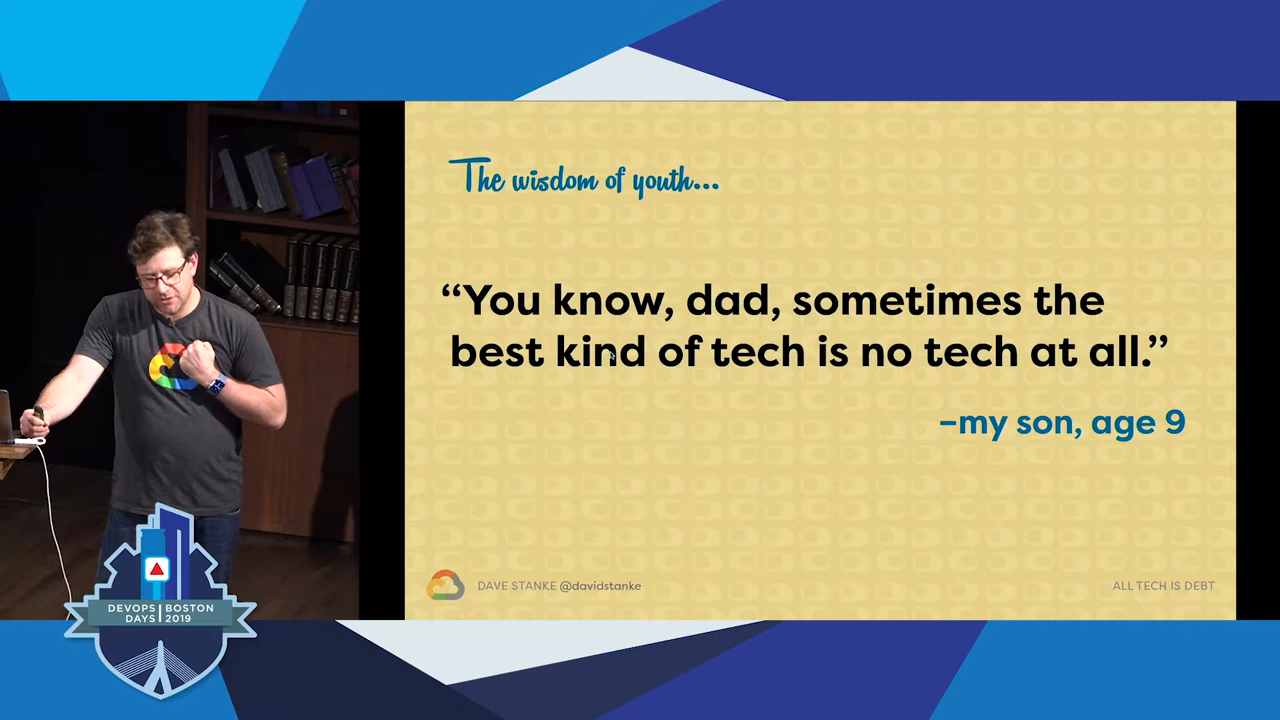 The wisdom of youth...
“You know, dad, sometimes the
best kind of tech is no tech at all.”
–my son, age 9
DAVE STANKE @davidstanke
ALL TECH IS DEBT
DEVOPS BOSTON
DAYS 2019